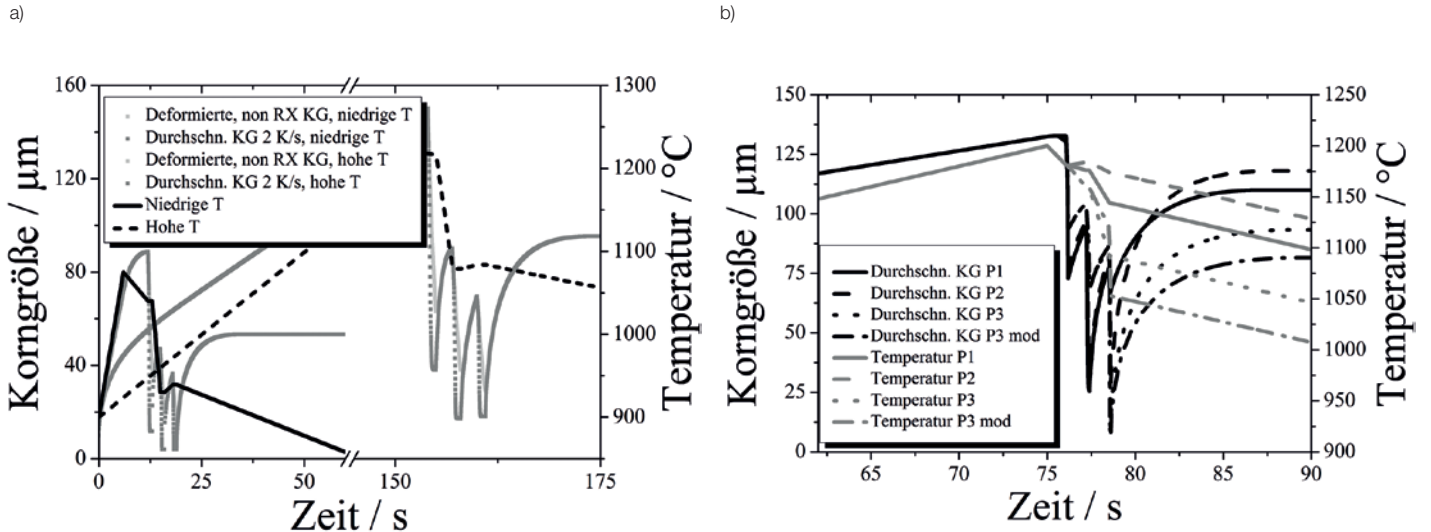 a)
160
120
80
40
0
Korngröße / µm
Deformierte, non RX KG, niedrige T
Durchschn. KG 2 K/s, niedrige T
Deformierte, non RX KG, hohe T
Durchschn. KG 2 K/s, hohe T
Niedrige T
Hohe T
1300
1200
1100
1000
900
Temperatur / °C
0
25
50
150
175
Zeit / s
b)
150
125
100
75
50
25
0
Korngröße / µm
Durchschn. KG P1
Durchschn. KG P2
Durchschn. KG P3
Durchschn. KG P3 mod
Temperatur P1
Temperatur P2
Temperatur P3
Temperatur P3 mod
1250
1200
1150
1100
1050
1000
950
900
Temperatur / °C
65
70
75
80
85
90
Zeit / s